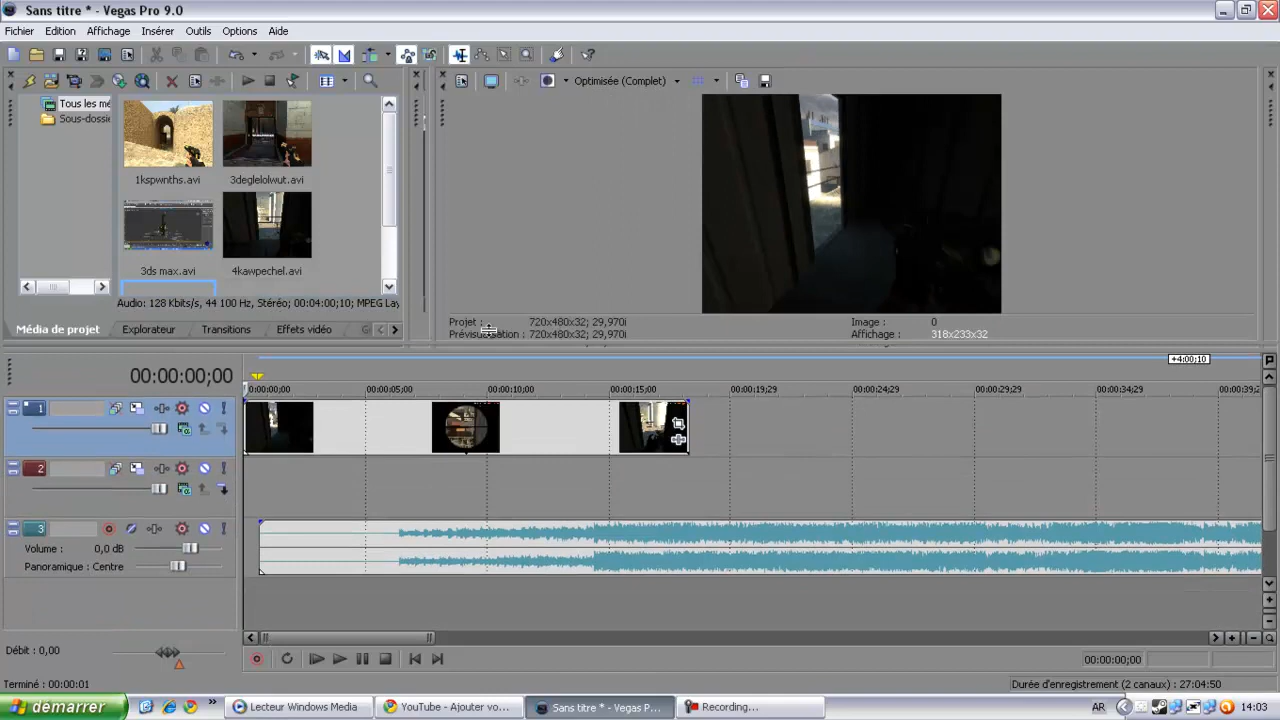 Sans titre * - Vegas Pro 9.0
Fichier Edition Affichage Insérer Outils Options Aide
Optimisée (Complet)
Tous les mé
Sous-dossie
1kspwnths.avi 3deglelolwut.avi
3ds max.avi 4kawpechel.avi
Audio: 128 Kbits/s, 44 100 Hz, Stéréo; 00:04:00;10; MPEG Lay
Média de projet Explorateur Transitions Effets vidéo
Projet : 720x480x32; 29,970i
Prévisualisation : 720x480x32; 29,970i
Image : 0
Affichage : 318x233x32
+4:00;10
00:00:00;00
00:00:00;00 00:00:05;00 00:00:10;00 00:00:15;00 00:00:19;29 00:00:24;29 00:00:29;29 00:00:34;29 00:00:39;2
1
2
3
Volume : 0,0 dB
Panoramique : Centre
Débit : 0,00
00:00:00;00
Terminé : 00:00:01
Durée d'enregistrement (2 canaux) : 27:04:50
démarrer
Lecteur Windows Media
YouTube - Ajouter vo...
Sans titre * - Vegas P...
Recording...
AR
14:03